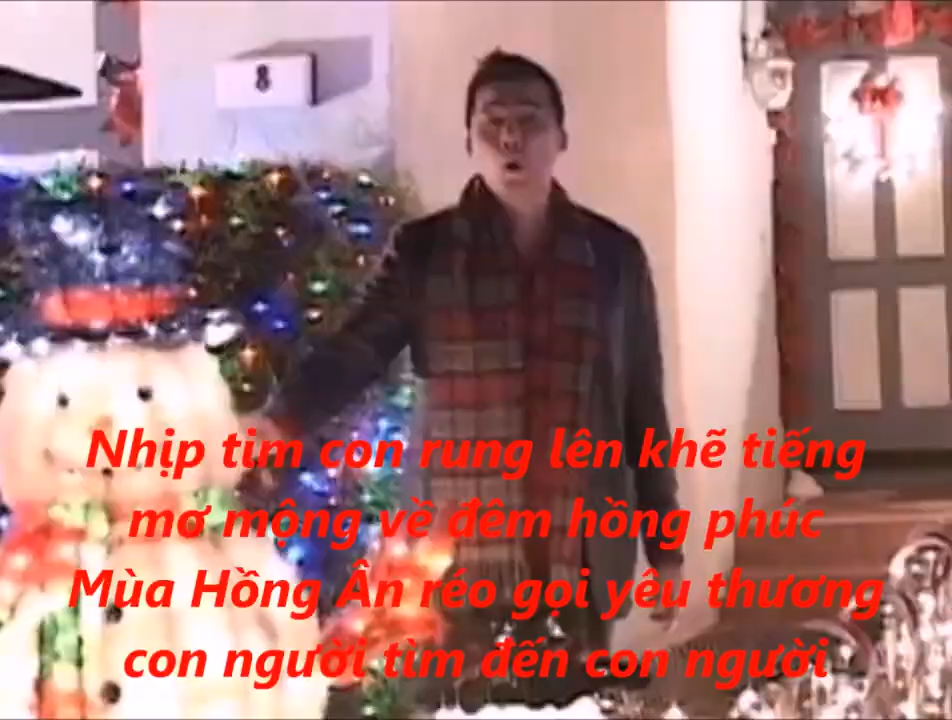 8
Nhịp tim con rung lên khẽ tiếng
mơ mộng về đêm hồng phúc
Mùa Hồng Ân réo gọi yêu thương
con người tìm đến con người